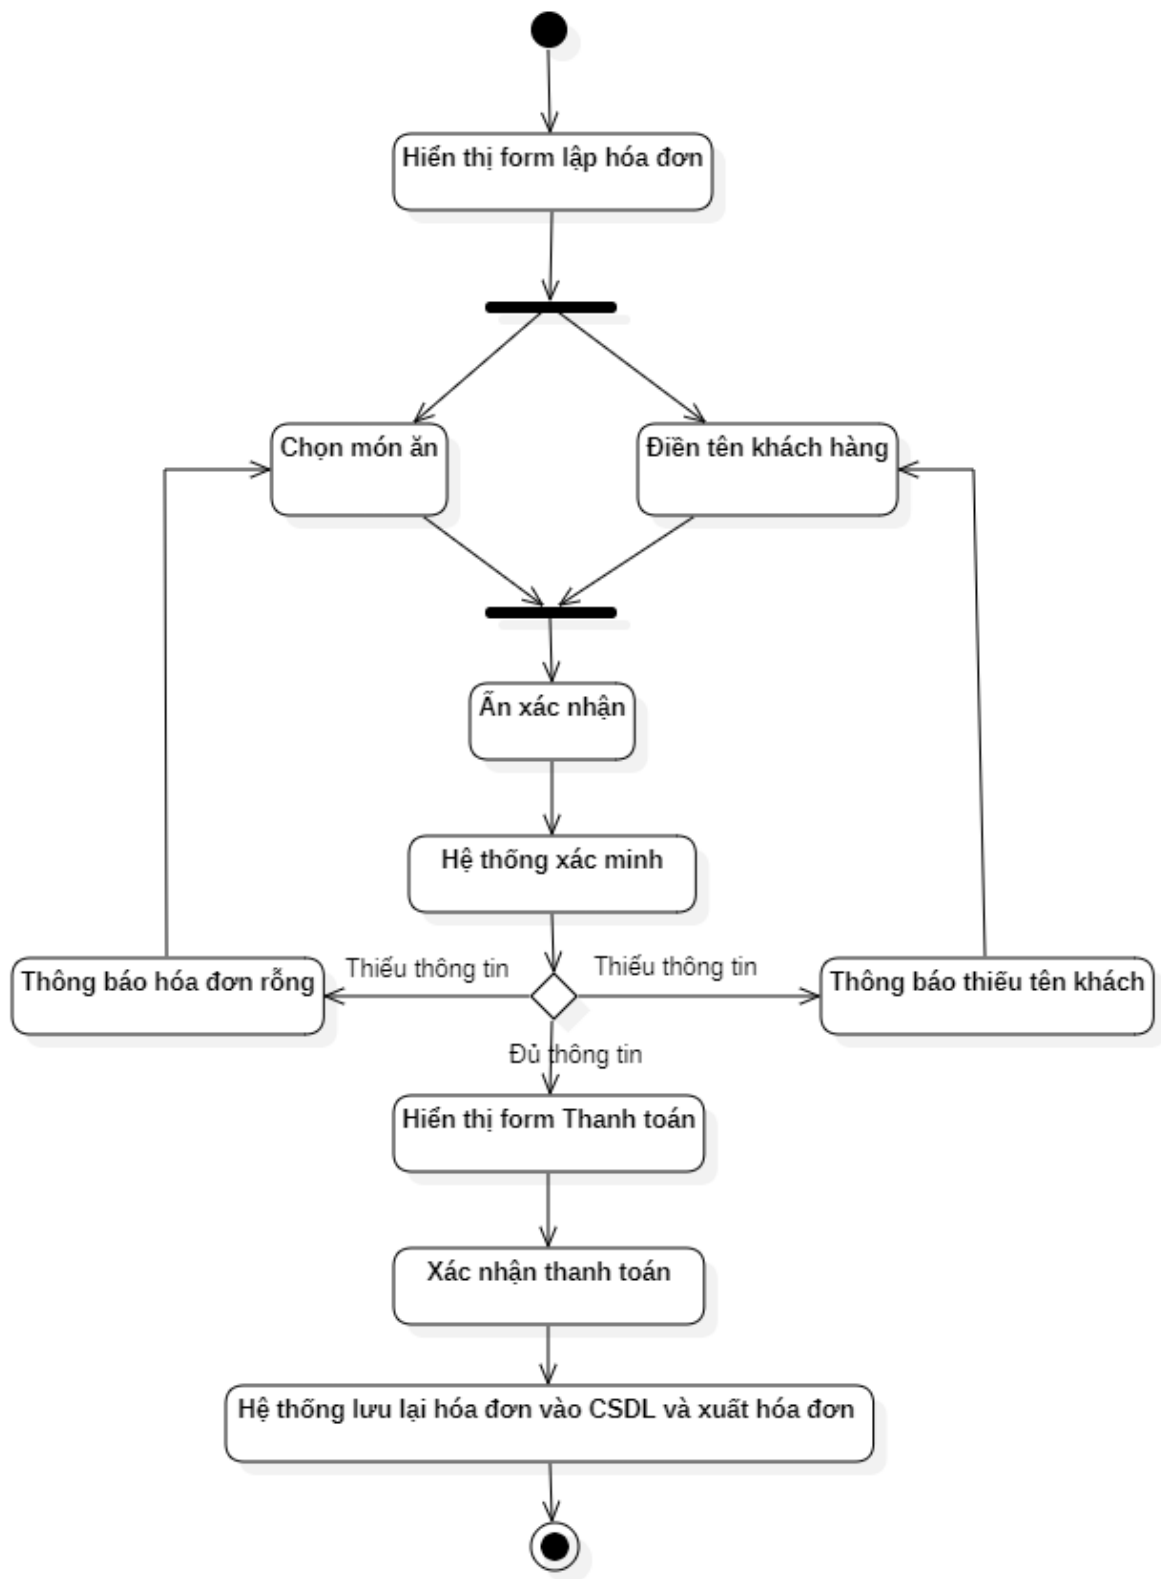 Hiển thị form lập hóa đơn
Chọn món ăn
Điền tên khách hàng
Ấn xác nhận
Hệ thống xác minh
Thiếu thông tin
Thiếu thông tin
Thông báo hóa đơn rỗng
Thông báo thiếu tên khách
Đủ thông tin
Hiển thị form Thanh toán
Xác nhận thanh toán
Hệ thống lưu lại hóa đơn vào CSDL và xuất hóa đơn